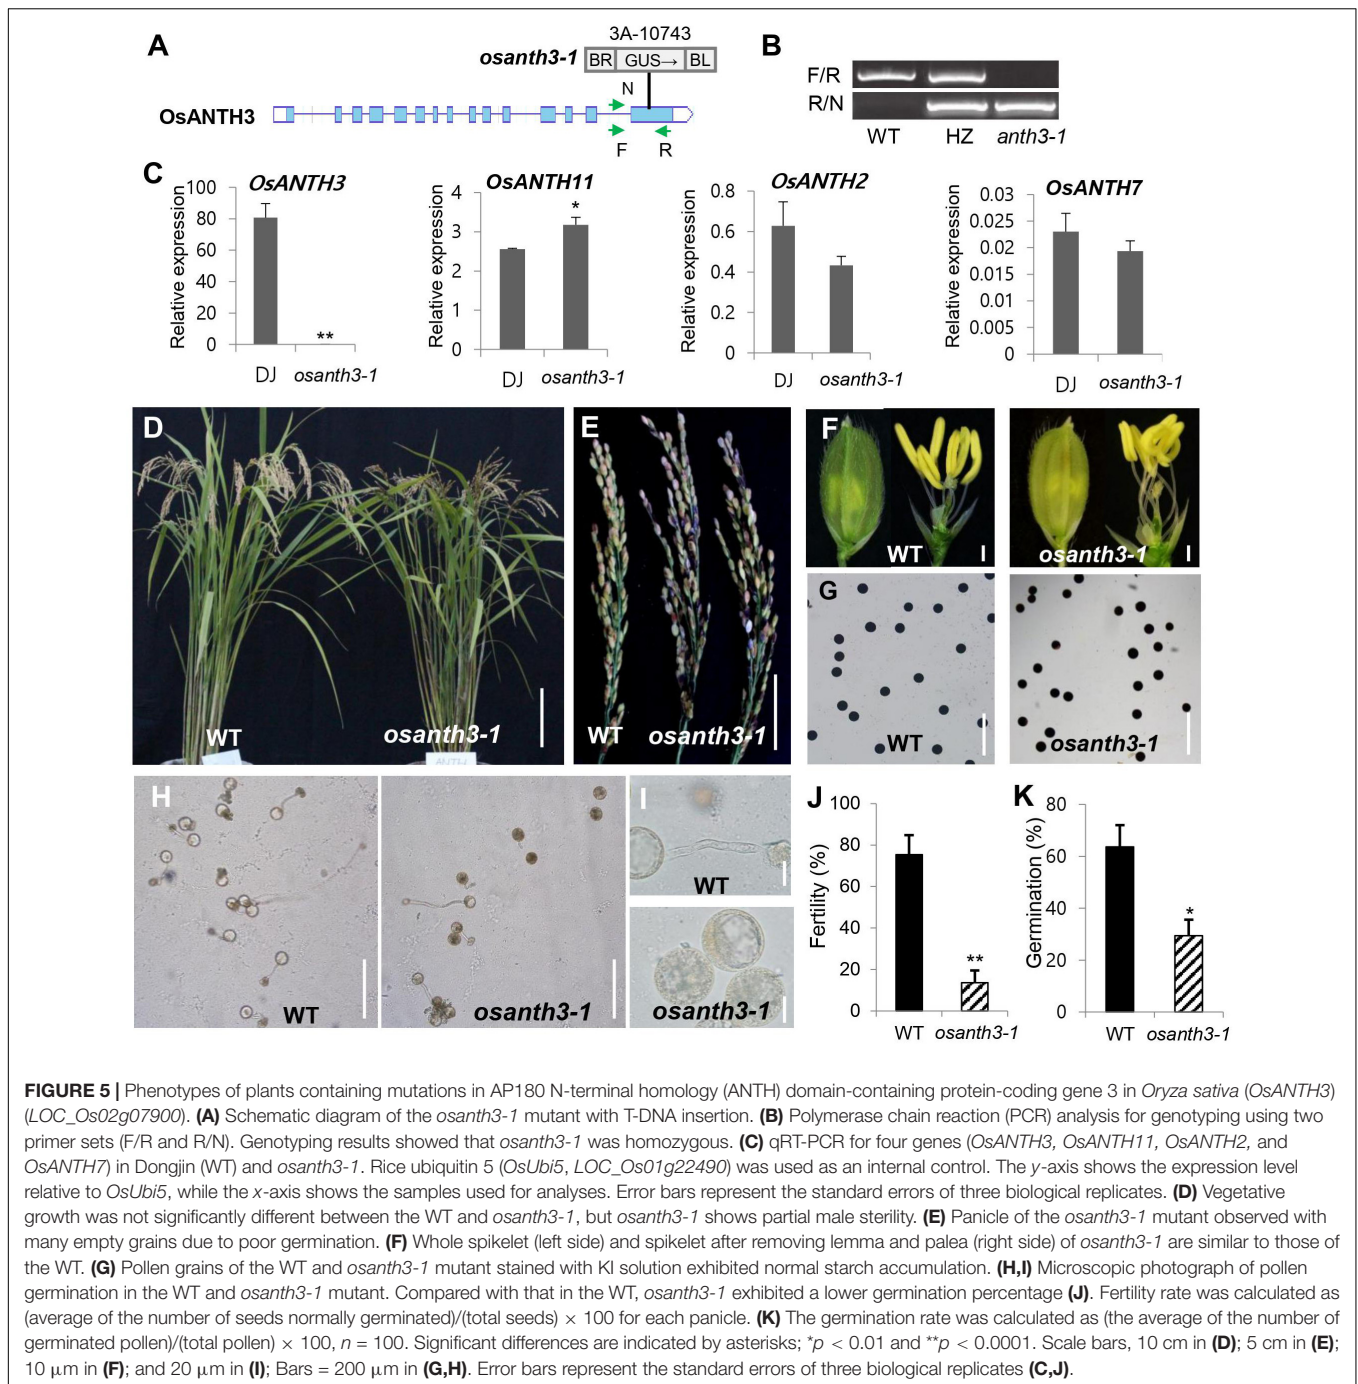 A
3A-10743
osanth3-1
BR GUS→ BL
N
OsANTH3
F R
B
F/R
R/N
WT HZ anth3-1
C
OsANTH3
Relative expression
100
80
60
40
20
0
**
DJ osanth3-1
OsANTH11
Relative expression
4
3
2
1
0
*
DJ osanth3-1
OsANTH2
Relative expression
0.8
0.6
0.4
0.2
0
DJ osanth3-1
OsANTH7
Relative expression
0.03
0.025
0.02
0.015
0.01
0.005
0
DJ osanth3-1
D
WT osanth3-1
E
WT osanth3-1
F
WT
osanth3-1
G
WT
osanth3-1
H
WT
osanth3-1
I
WT
osanth3-1
J
Fertility (%)
100
80
60
40
20
0
**
WT osanth3-1
K
Germination (%)
80
60
40
20
0
*
WT osanth3-1
FIGURE 5 | Phenotypes of plants containing mutations in AP180 N-terminal homology (ANTH) domain-containing protein-coding gene 3 in Oryza sativa (OsANTH3)
(LOC_Os02g07900). (A) Schematic diagram of the osanth3-1 mutant with T-DNA insertion. (B) Polymerase chain reaction (PCR) analysis for genotyping using two
primer sets (F/R and R/N). Genotyping results showed that osanth3-1 was homozygous. (C) qRT-PCR for four genes (OsANTH3, OsANTH11, OsANTH2, and
OsANTH7) in Dongjin (WT) and osanth3-1. Rice ubiquitin 5 (OsUbi5, LOC_Os01g22490) was used as an internal control. The y-axis shows the expression level
relative to OsUbi5, while the x-axis shows the samples used for analyses. Error bars represent the standard errors of three biological replicates. (D) Vegetative
growth was not significantly different between the WT and osanth3-1, but osanth3-1 shows partial male sterility. (E) Panicle of the osanth3-1 mutant observed with
many empty grains due to poor germination. (F) Whole spikelet (left side) and spikelet after removing lemma and palea (right side) of osanth3-1 are similar to those of
the WT. (G) Pollen grains of the WT and osanth3-1 mutant stained with KI solution exhibited normal starch accumulation. (H,I) Microscopic photograph of pollen
germination in the WT and osanth3-1 mutant. Compared with that in the WT, osanth3-1 exhibited a lower germination percentage (J). Fertility rate was calculated as
(average of the number of seeds normally germinated)/(total seeds) × 100 for each panicle. (K) The germination rate was calculated as (the average of the number of
germinated pollen)/(total pollen) × 100, n = 100. Significant differences are indicated by asterisks; *p < 0.01 and **p < 0.0001. Scale bars, 10 cm in (D); 5 cm in (E);
10 μm in (F); and 20 μm in (I); Bars = 200 μm in (G,H). Error bars represent the standard errors of three biological replicates (C,J).